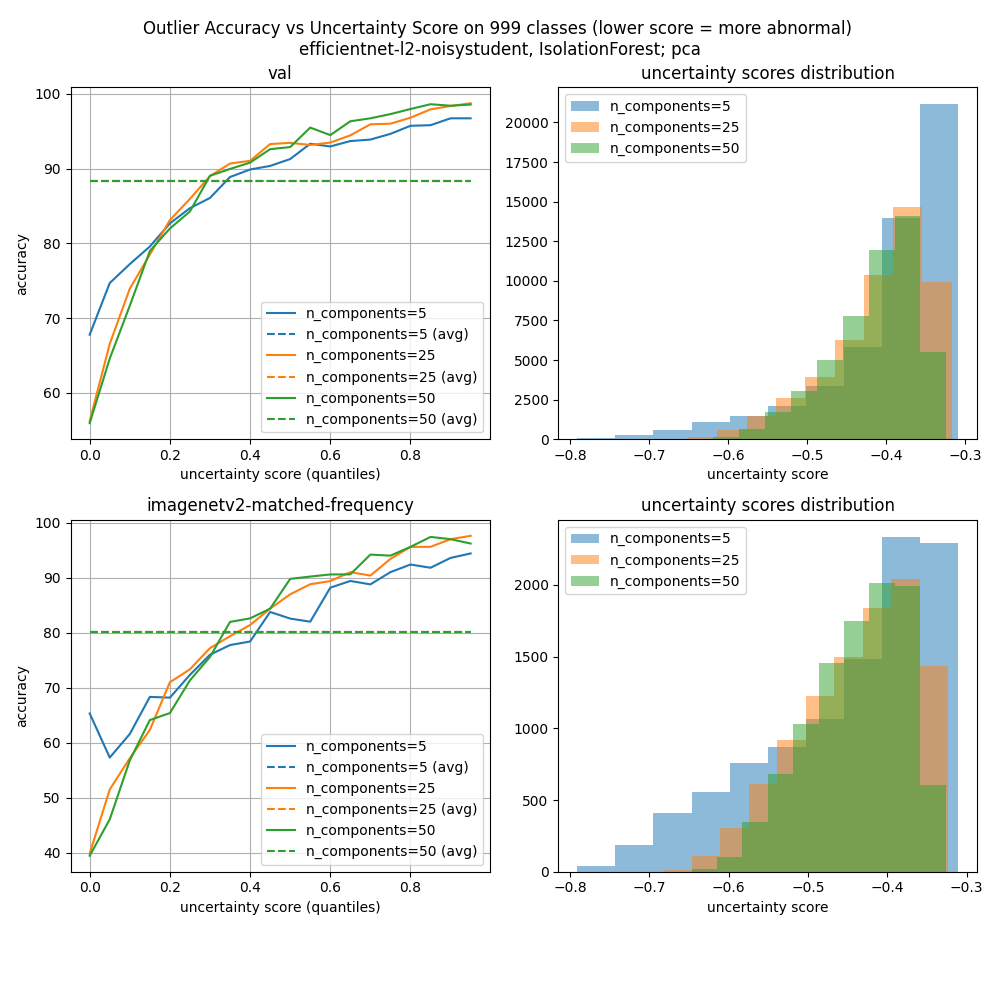 Outlier Accuracy vs Uncertainty Score on 999 classes (lower score = more abnormal)
efficientnet-l2-noisystudent, IsolationForest; pca
val
100
90
80
70
60
accuracy
n_components=5
n_components=5 (avg)
n_components=25
n_components=25 (avg)
n_components=50
n_components=50 (avg)
0.0 0.2 0.4 0.6 0.8
uncertainty score (quantiles)
uncertainty scores distribution
n_components=5
n_components=25
n_components=50
20000
17500
15000
12500
10000
7500
5000
2500
0
−0.8 −0.7 −0.6 −0.5 −0.4 −0.3
uncertainty score
imagenetv2-matched-frequency
100
90
80
70
60
50
40
accuracy
n_components=5
n_components=5 (avg)
n_components=25
n_components=25 (avg)
n_components=50
n_components=50 (avg)
0.0 0.2 0.4 0.6 0.8
uncertainty score (quantiles)
uncertainty scores distribution
n_components=5
n_components=25
n_components=50
2000
1500
1000
500
0
−0.8 −0.7 −0.6 −0.5 −0.4 −0.3
uncertainty score